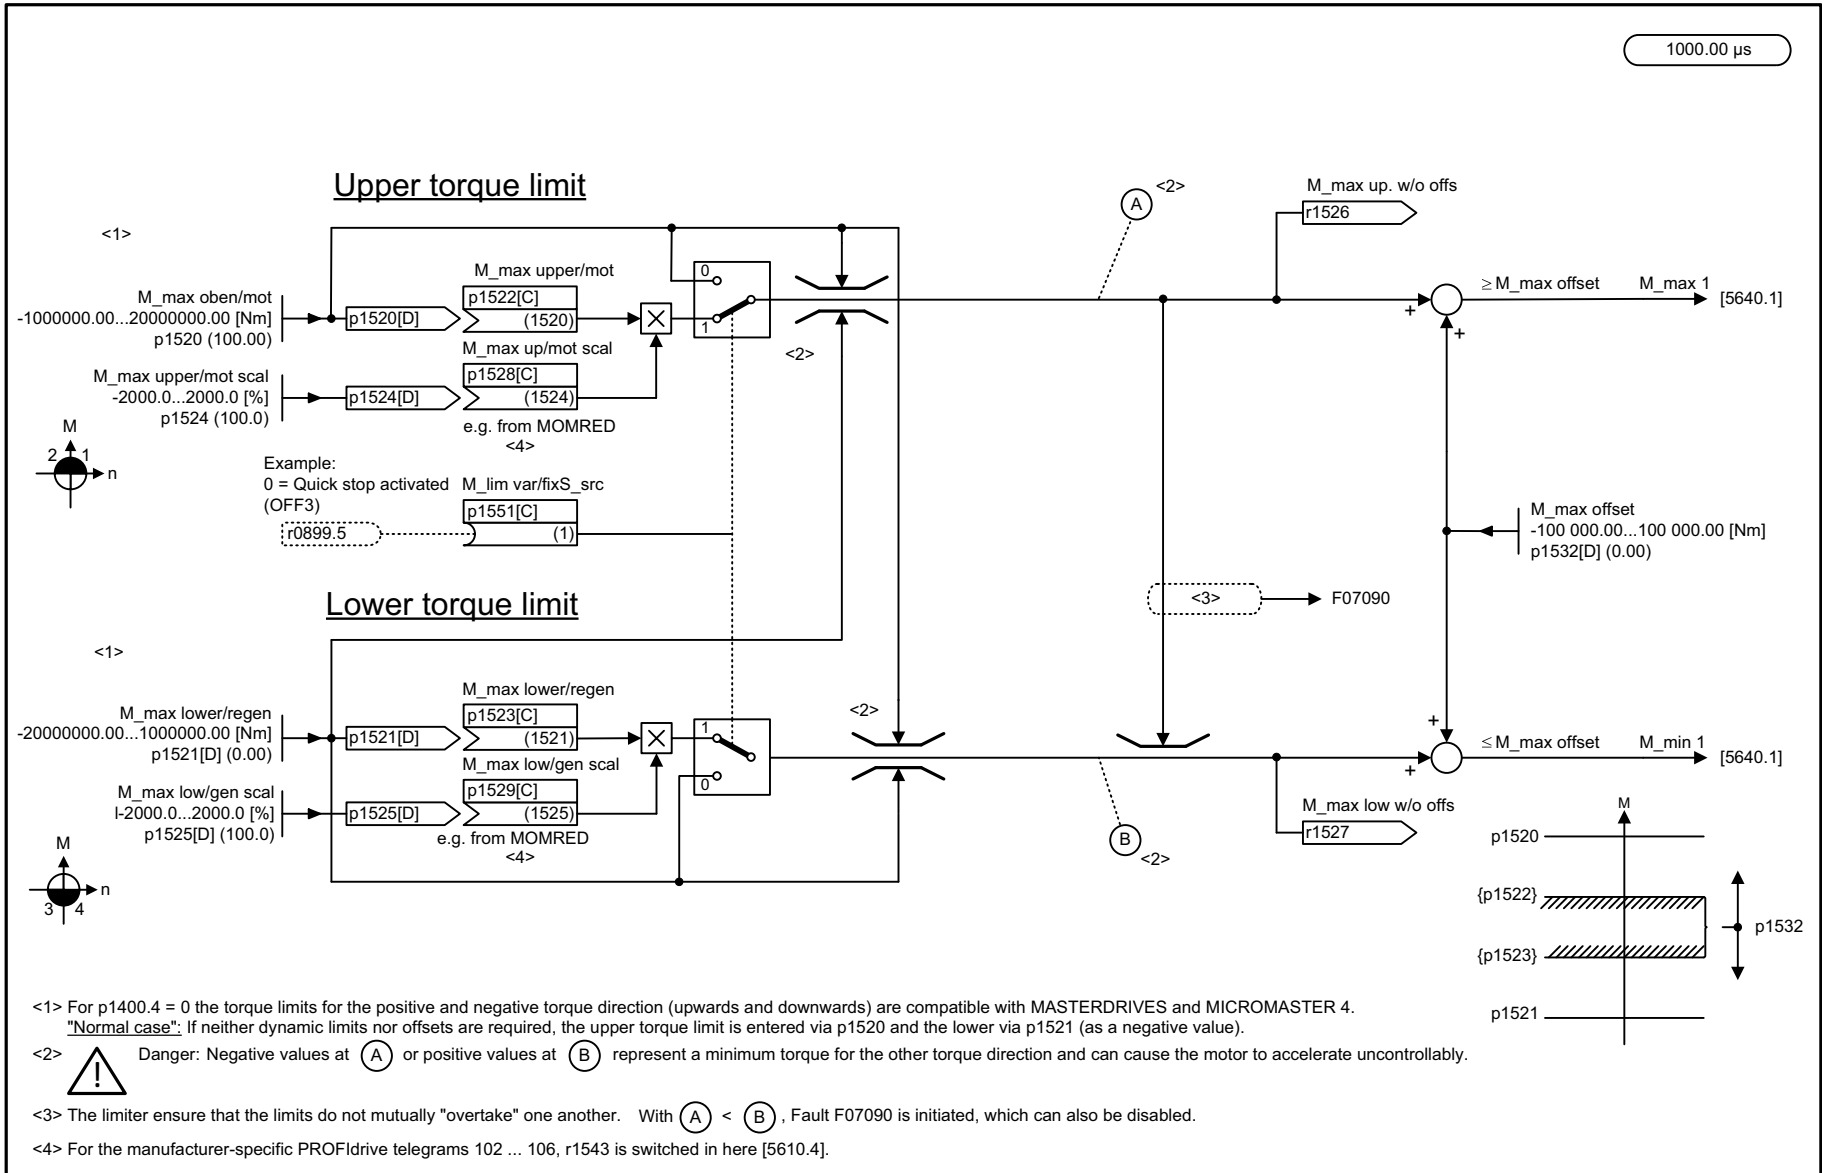 1000.00 µs
Upper torque limit
<1>
M_max oben/mot
-1000000.00...20000000.00 [Nm]
p1520 (100.00)
p1520[D]
M_max upper/mot
p1522[C]
(1520)
M_max upper/mot scal
-2000.0...2000.0 [%]
p1524 (100.0)
p1524[D]
M_max up/mot scal
p1528[C]
(1524)
e.g. from MOMRED
<4>
0
1
<2>
A
<2>
M_max up. w/o offs
r1526
+
+
≥ M_max offset
M_max 1
[5640.1]
M
2 1
n
Example:
0 = Quick stop activated
(OFF3)
r0899.5
M_lim var/fixS_src
p1551[C]
(1)
M_max offset
-100 000.00...100 000.00 [Nm]
p1532[D] (0.00)
<3>
F07090
Lower torque limit
<1>
M_max lower/regen
-20000000.00...1000000.00 [Nm]
p1521[D] (0.00)
p1521[D]
M_max lower/regen
p1523[C]
(1521)
M_max low/gen scal
l-2000.0...2000.0 [%]
p1525[D] (100.0)
p1525[D]
M_max low/gen scal
p1529[C]
(1525)
e.g. from MOMRED
<4>
1
0
<2>
B
<2>
M_max low w/o offs
r1527
+
+
≤ M_max offset
M_min 1
[5640.1]
M
n
3 4
M
p1520
{p1522}
{p1523}
p1521
p1532
<1> For p1400.4 = 0 the torque limits for the positive and negative torque direction (upwards and downwards) are compatible with MASTERDRIVES and MICROMASTER 4.
"Normal case": If neither dynamic limits nor offsets are required, the upper torque limit is entered via p1520 and the lower via p1521 (as a negative value).
<2> ! Danger: Negative values at A or positive values at B represent a minimum torque for the other torque direction and can cause the motor to accelerate uncontrollably.
<3> The limiter ensure that the limits do not mutually "overtake" one another. With A < B , Fault F07090 is initiated, which can also be disabled.
<4> For the manufacturer-specific PROFIdrive telegrams 102 ... 106, r1543 is switched in here [5610.4].